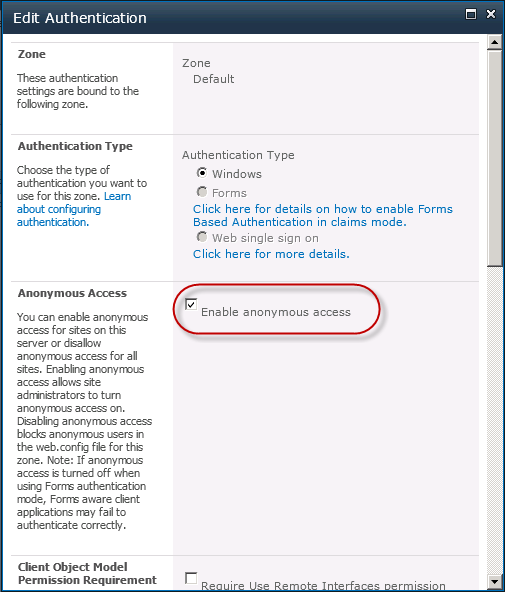 Edit Authentication
Zone
These authentication
settings are bound to the
following zone.
Zone
Default
Authentication Type
Choose the type of
authentication you want to
use for this zone. Learn
about configuring
authentication.
Authentication Type
Windows
Forms
Click here for details on how to enable Forms
Based Authentication in claims mode.
Web single sign on
Click here for more details.
Anonymous Access
You can enable anonymous
access for sites on this
server or disallow
anonymous access for all
sites. Enabling anonymous
access allows site
administrators to turn
anonymous access on.
Disabling anonymous access
blocks anonymous users in
the web.config file for this
zone. Note: If anonymous
access is turned off when
using Forms authentication
mode, Forms aware client
applications may fail to
authenticate correctly.
Enable anonymous access
Client Object Model
Permission Requirement
Require Use Remote Interfaces permission